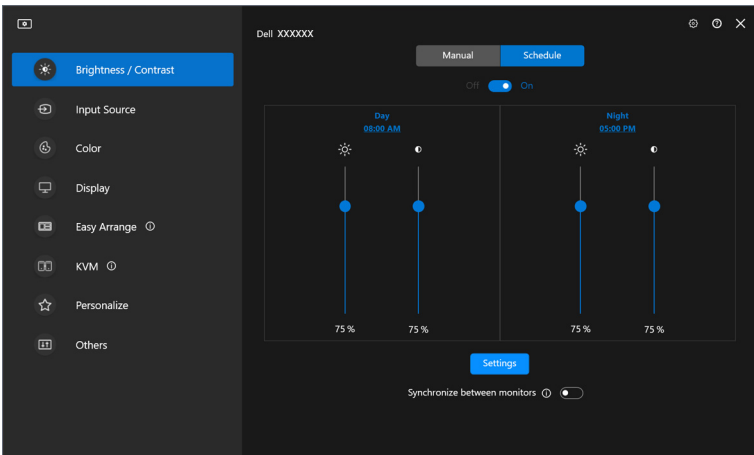 Dell XXXXXX
Manual Schedule
Off On
Brightness / Contrast
Input Source
Color
Display
Easy Arrange
KVM
Personalize
Others
Day
08:00 AM
75 % 75 %
Night
05:00 PM
75 % 75 %
Settings
Synchronize between monitors